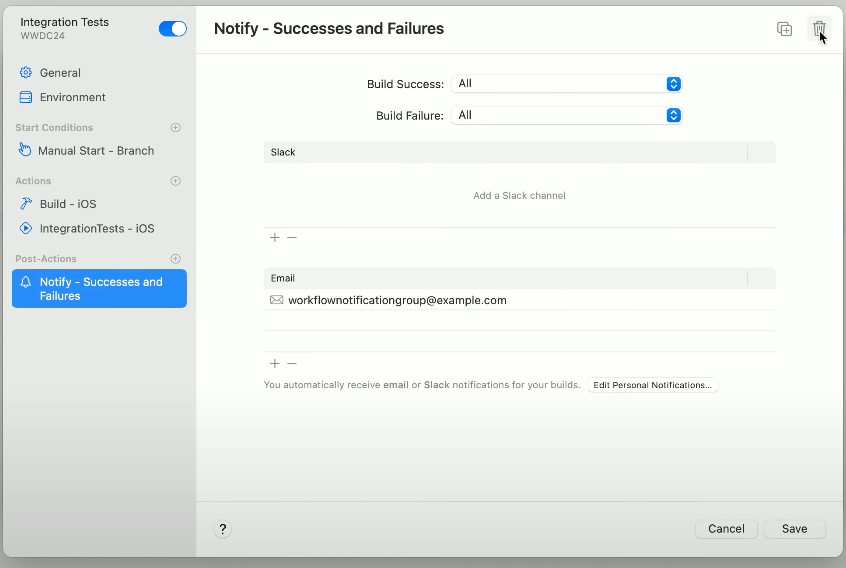 Integration Tests
WWDC24
General
Environment
Start Conditions
Manual Start - Branch
Actions
Build - iOS
IntegrationTests - iOS
Post-Actions
Notify - Successes and
Failures
Notify - Successes and Failures
Build Success: All
Build Failure: All
Slack
Add a Slack channel
Email
workflownotificationgroup@example.com
You automatically receive email or Slack notifications for your builds. Edit Personal Notifications...
? Cancel Save